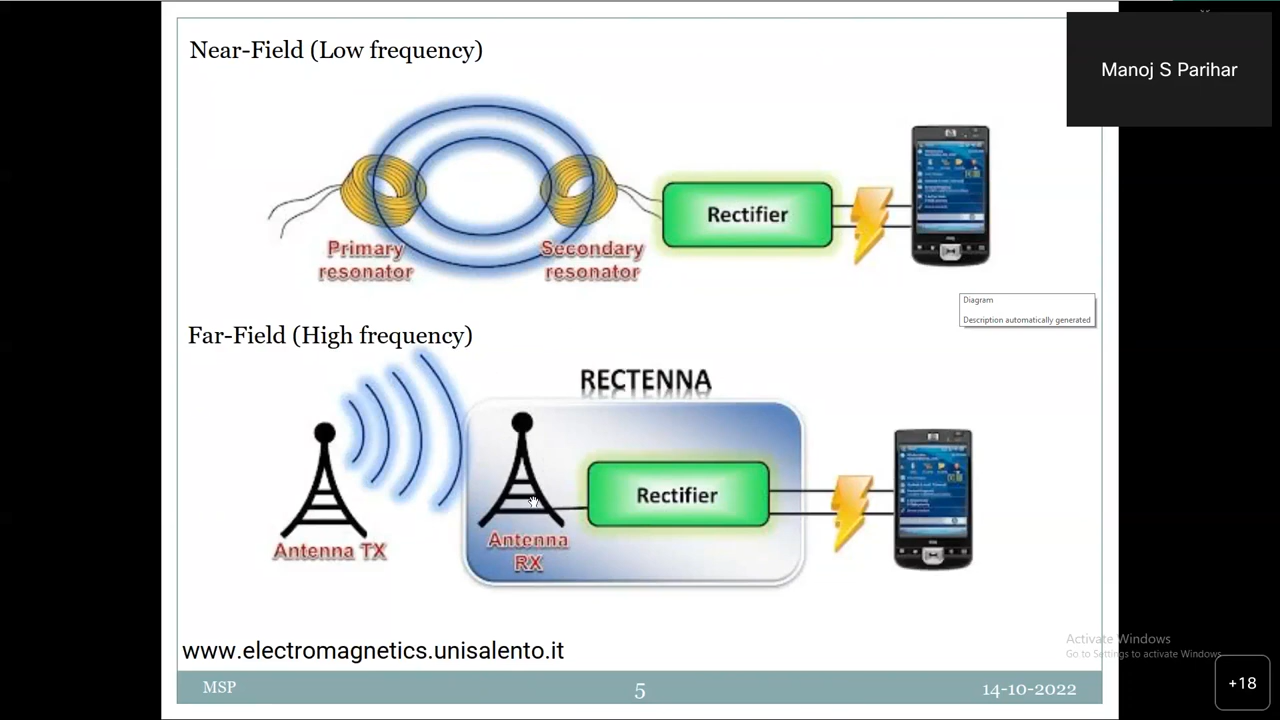 Near-Field (Low frequency)
Manoj S Parihar
Rectifier
Primary
resonator
Secondary
resonator
Diagram
Description automatically generated
Far-Field (High frequency)
RECTENNA
Rectifier
Antenna TX
Antenna
RX
www.electromagnetics.unisalento.it
Activate Windows
Go to Settings to activate Windows.
MSP
5
14-10-2022
+18